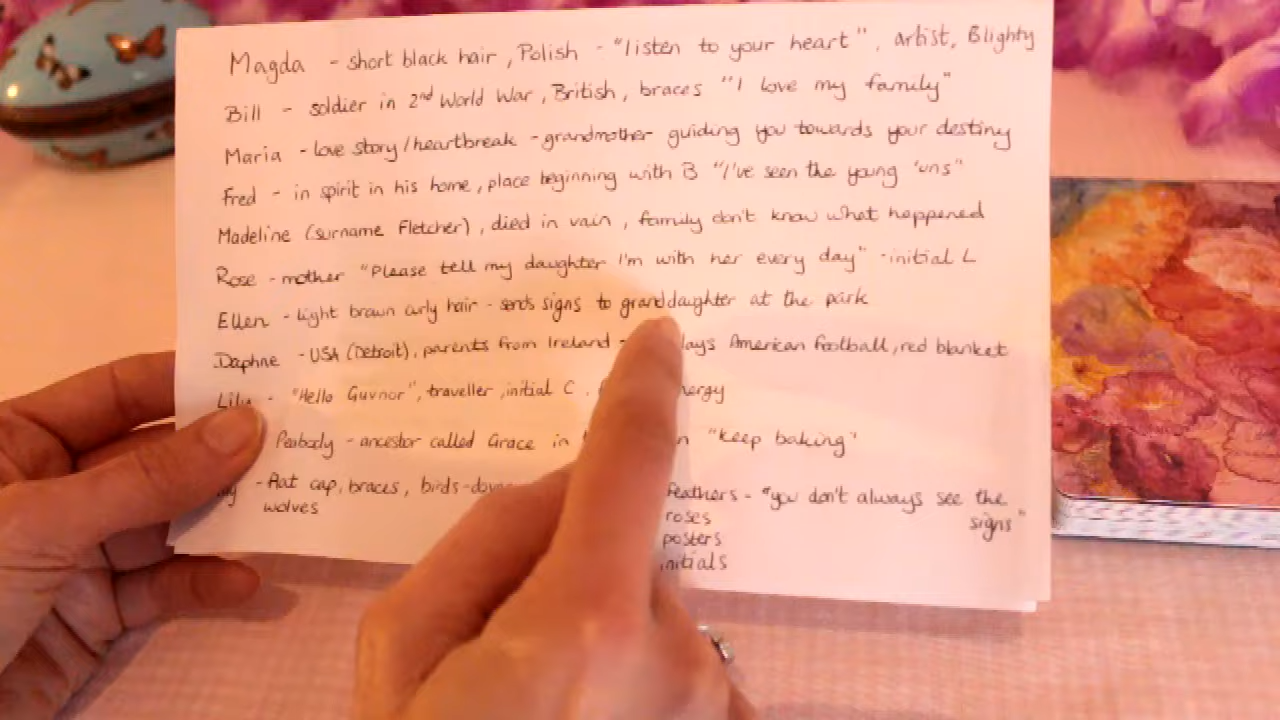 Magda - short black hair, Polish - "listen to your heart", artist, Blighty
Bill - soldier in 2nd World War, British, braces "I love my family"
Maria - love story/heartbreak - grandmother guiding you towards your destiny
Fred - in spirit in his home, place beginning with B "I've seen the young 'uns"
Madeline (surname Fletcher), died in vain, family don't know what happened
Rose - mother "Please tell my daughter I'm with her every day" - initial L
Ellen - light brown curly hair - sends signs to granddaughter at the park
Daphne - USA (Detroit), parents from Ireland - American football, red blanket
Lily - "Hello Guvnor", traveller, initial C.
Peabody - ancestor called Grace in "keep baking"
- flat cap, braces, birds- feathers - "you don't always see the
wolves roses signs"
posters
initials